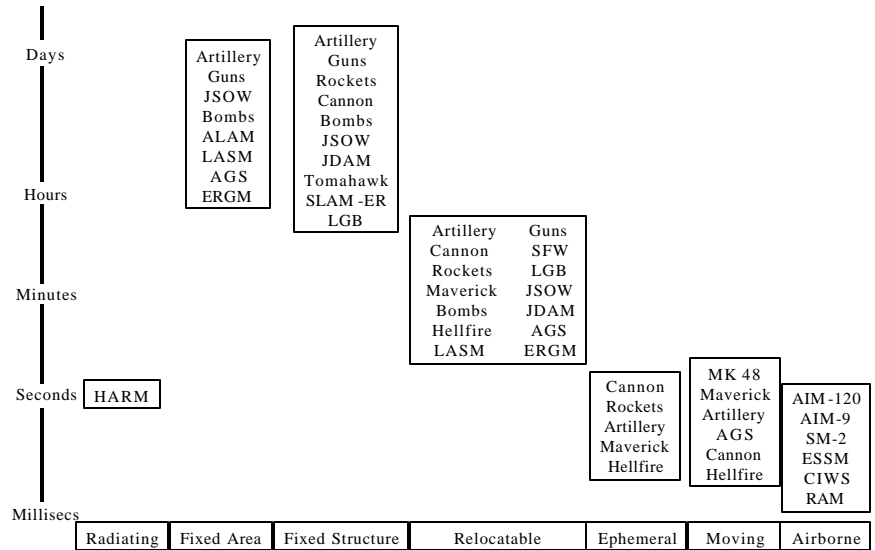 Days
Hours
Minutes
Seconds
Millisecs
HARM
Artillery
Guns
JSOW
Bombs
ALAM
LASM
AGS
ERGM
Artillery
Guns
Rockets
Cannon
Bombs
JSOW
JDAM
Tomahawk
SLAM -ER
LGB
Artillery Guns
Cannon SFW
Rockets LGB
Maverick JSOW
Bombs JDAM
Hellfire AGS
LASM ERGM
Cannon
Rockets
Artillery
Maverick
Hellfire
MK 48
Maverick
Artillery
AGS
Cannon
Hellfire
AIM-120
AIM-9
SM-2
ESSM
CIWS
RAM
Radiating Fixed Area Fixed Structure Relocatable Ephemeral Moving Airborne